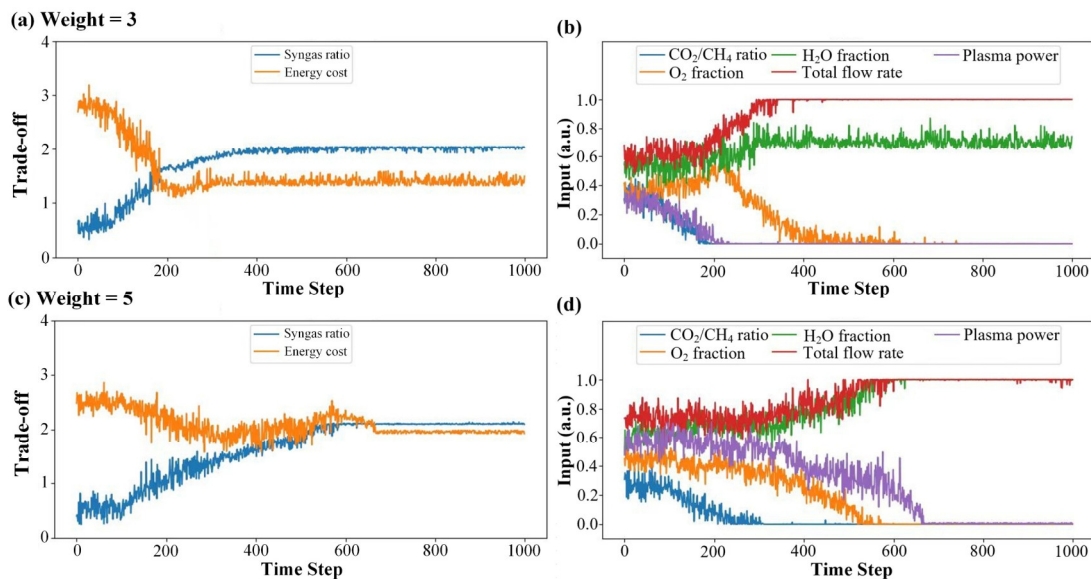 (a) Weight = 3
4
3
2
1
0
Trade-off
Syngas ratio
Energy cost
0 200 400 600 800 1000
Time Step
(b)
CO₂/CH₄ ratio H₂O fraction Plasma power
O₂ fraction Total flow rate
1.0
0.8
0.6
0.4
0.2
0.0
Input (a.u.)
0 200 400 600 800 1000
Time Step
(c) Weight = 5
4
3
2
1
0
Trade-off
Syngas ratio
Energy cost
0 200 400 600 800 1000
Time Step
(d)
CO₂/CH₄ ratio H₂O fraction Plasma power
O₂ fraction Total flow rate
1.0
0.8
0.6
0.4
0.2
0.0
Input (a.u.)
0 200 400 600 800 1000
Time Step